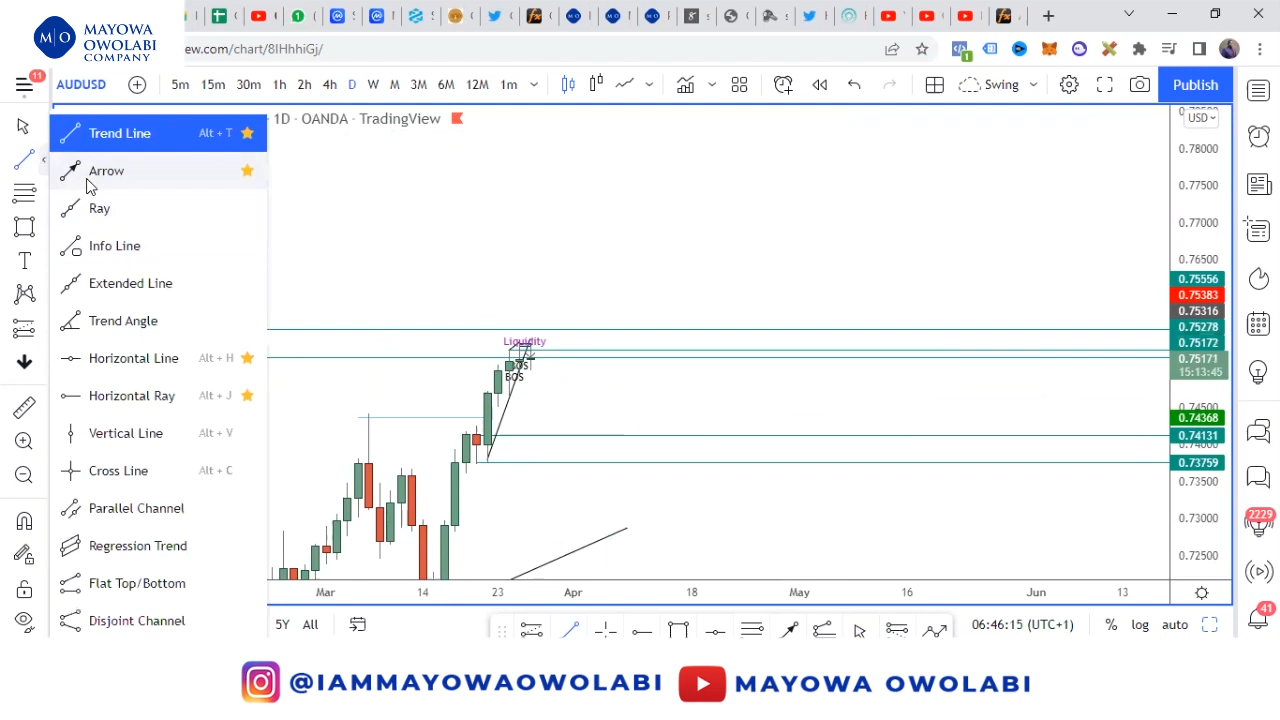 MAYOWA
OWOLABI
COMPANY
M|O
ew.com/chart/8IHhhiGj/
11
AUDUSD
5m 15m 30m 1h 2h 4h D W M 3M 6M 12M 1m
Swing
Publish
1D · OANDA · TradingView
USD
Trend Line Alt + T
Arrow
Ray
Info Line
Extended Line
Trend Angle
Horizontal Line Alt + H
Horizontal Ray Alt + J
Vertical Line Alt + V
Cross Line Alt + C
Parallel Channel
Regression Trend
Flat Top/Bottom
Disjoint Channel
Liquidity
BOS
0.78000
0.77500
0.77000
0.76500
0.75556
0.75383
0.75316
0.75278
0.75172
0.75171
15:13:45
0.74500
0.74368
0.74131
0.73759
0.73500
0.73000
0.72500
Mar 14 23 Apr 18 May 16 Jun 13
5Y All
06:46:15 (UTC+1) % log auto
2229
41
@IAMMAYOWAOWOLABI MAYOWA OWOLABI